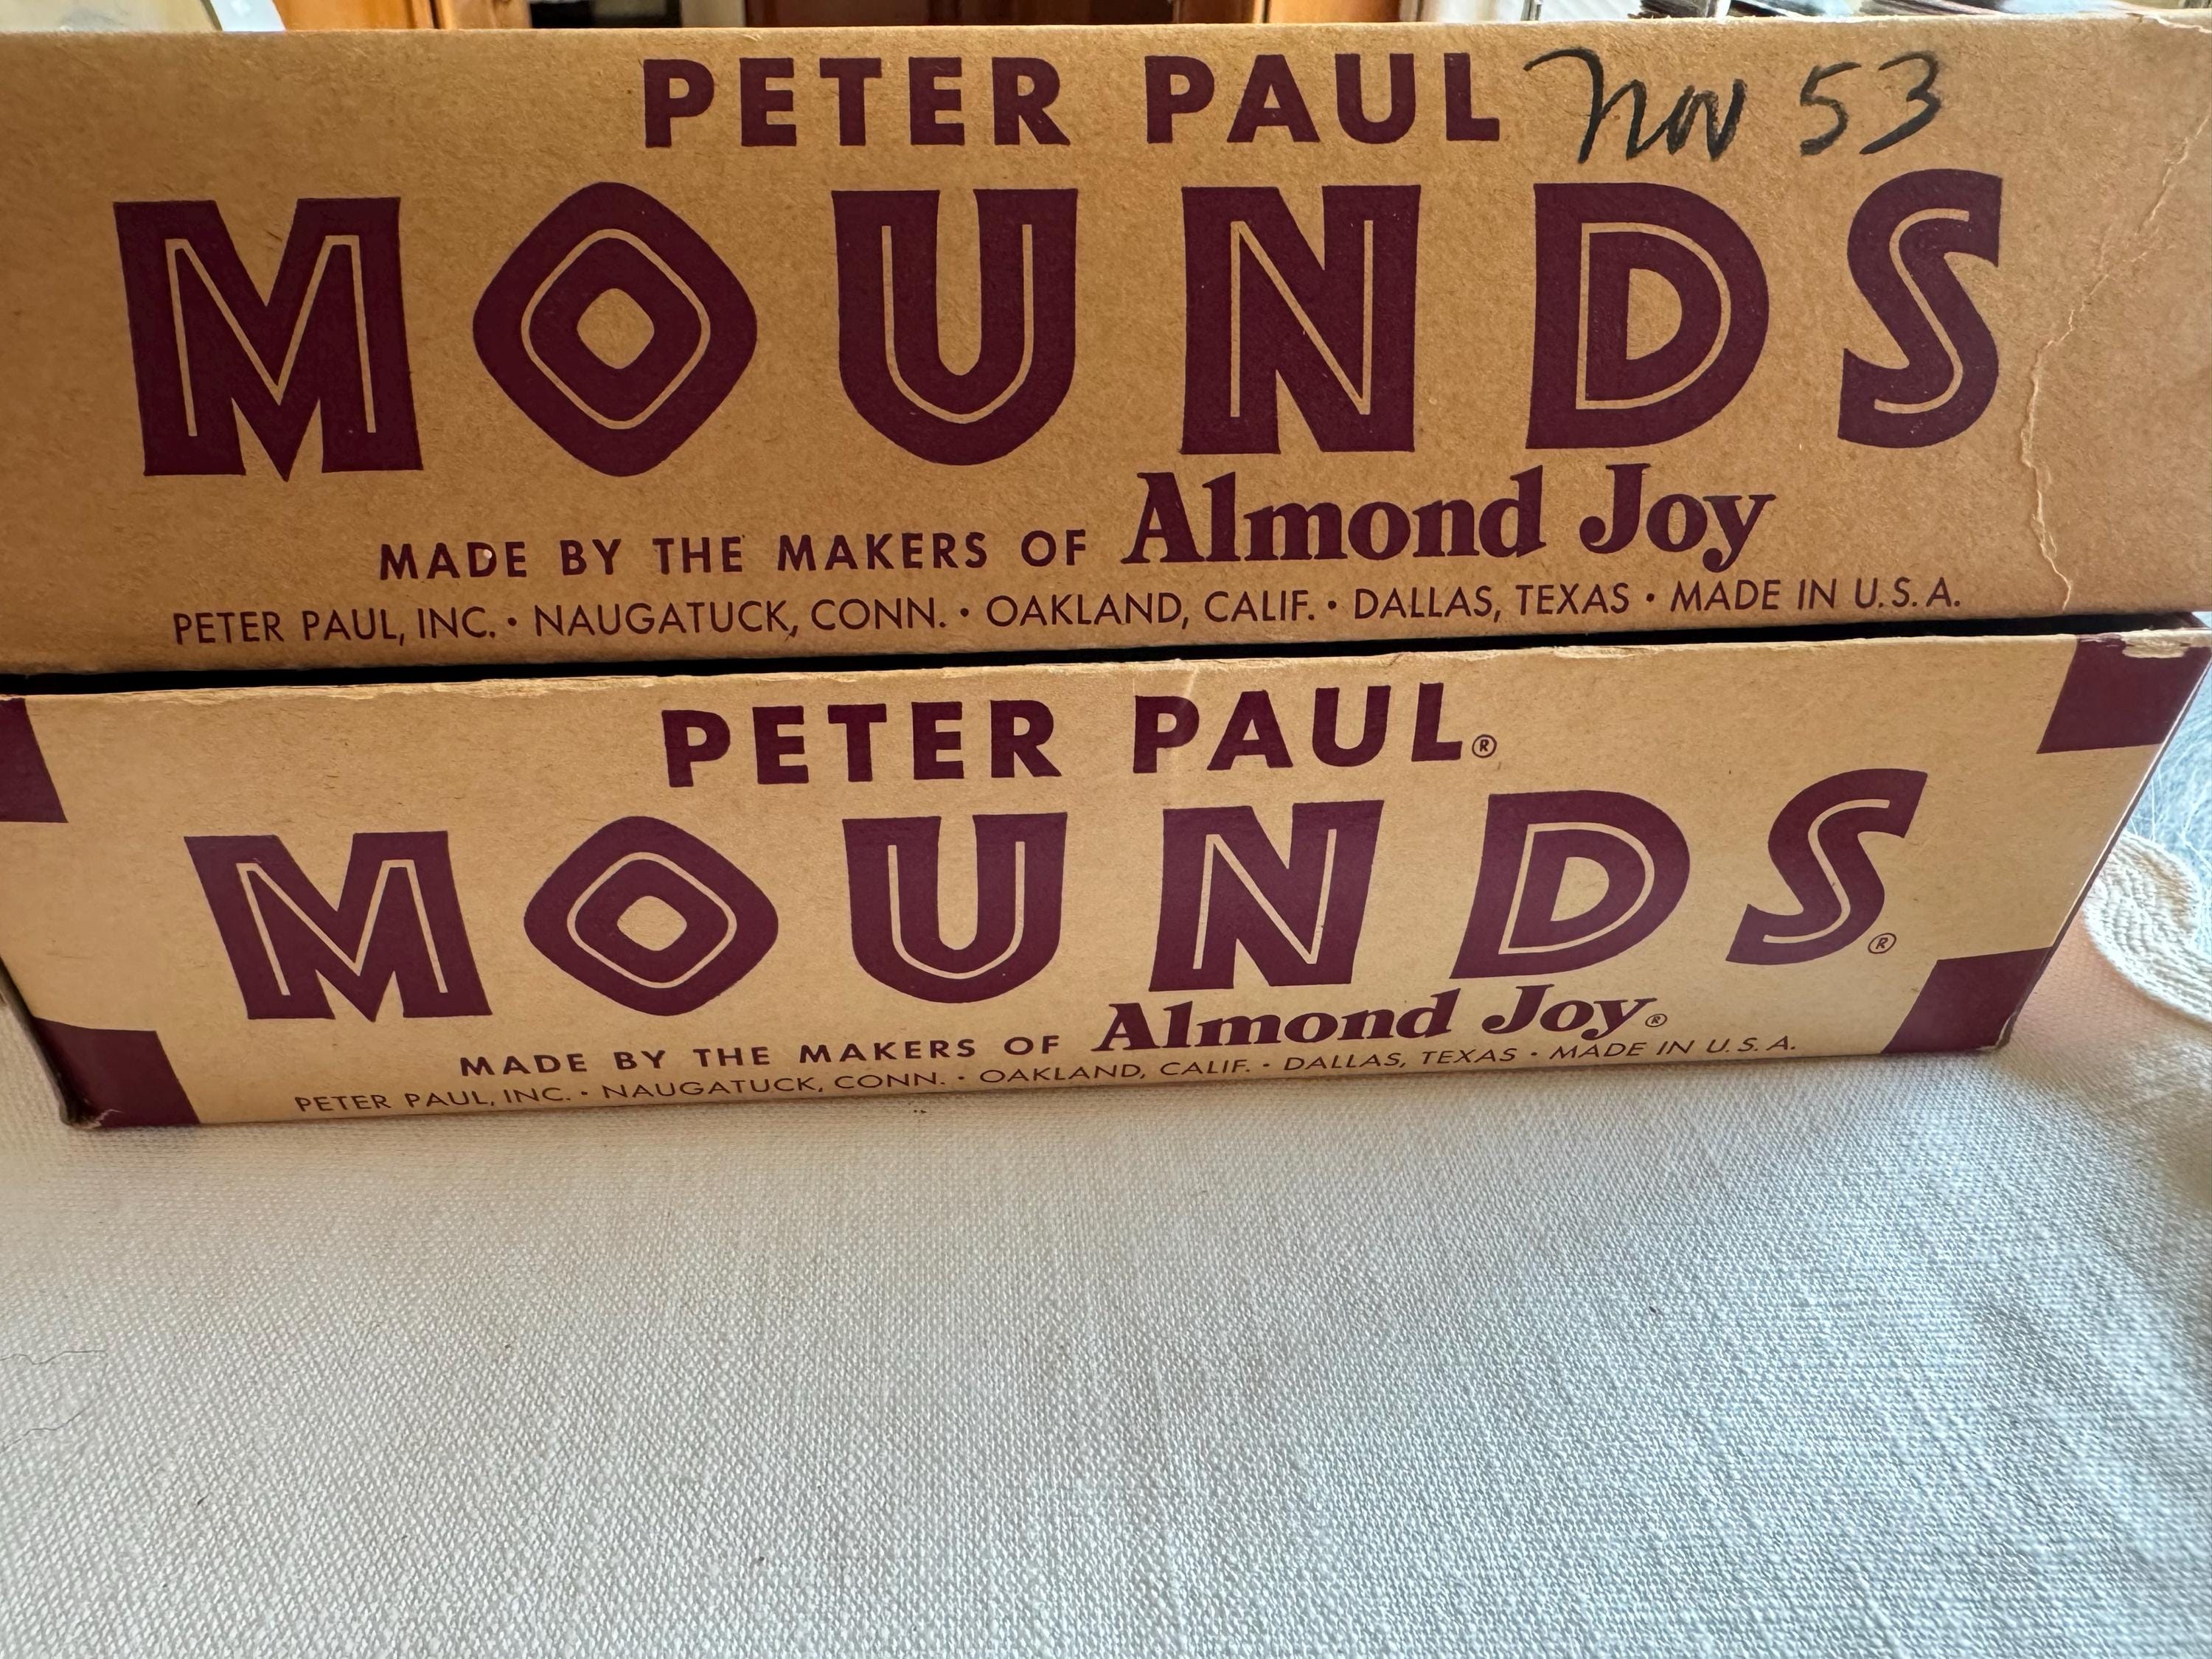 PETER PAUL Nov 53
MOUNDS
MADE BY THE MAKERS OF Almond Joy
PETER PAUL, INC. • NAUGATUCK, CONN. • OAKLAND, CALIF. • DALLAS, TEXAS • MADE IN U.S.A.
PETER PAUL®
MOUNDS®
MADE BY THE MAKERS OF Almond Joy®
PETER PAUL, INC. • NAUGATUCK, CONN. • OAKLAND, CALIF. • DALLAS, TEXAS • MADE IN U.S.A.